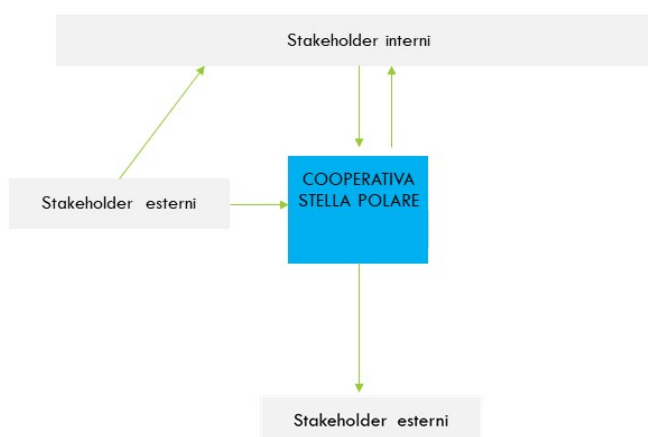 Stakeholder interni
COOPERATIVA
STELLA POLARE
Stakeholder esterni
Stakeholder esterni